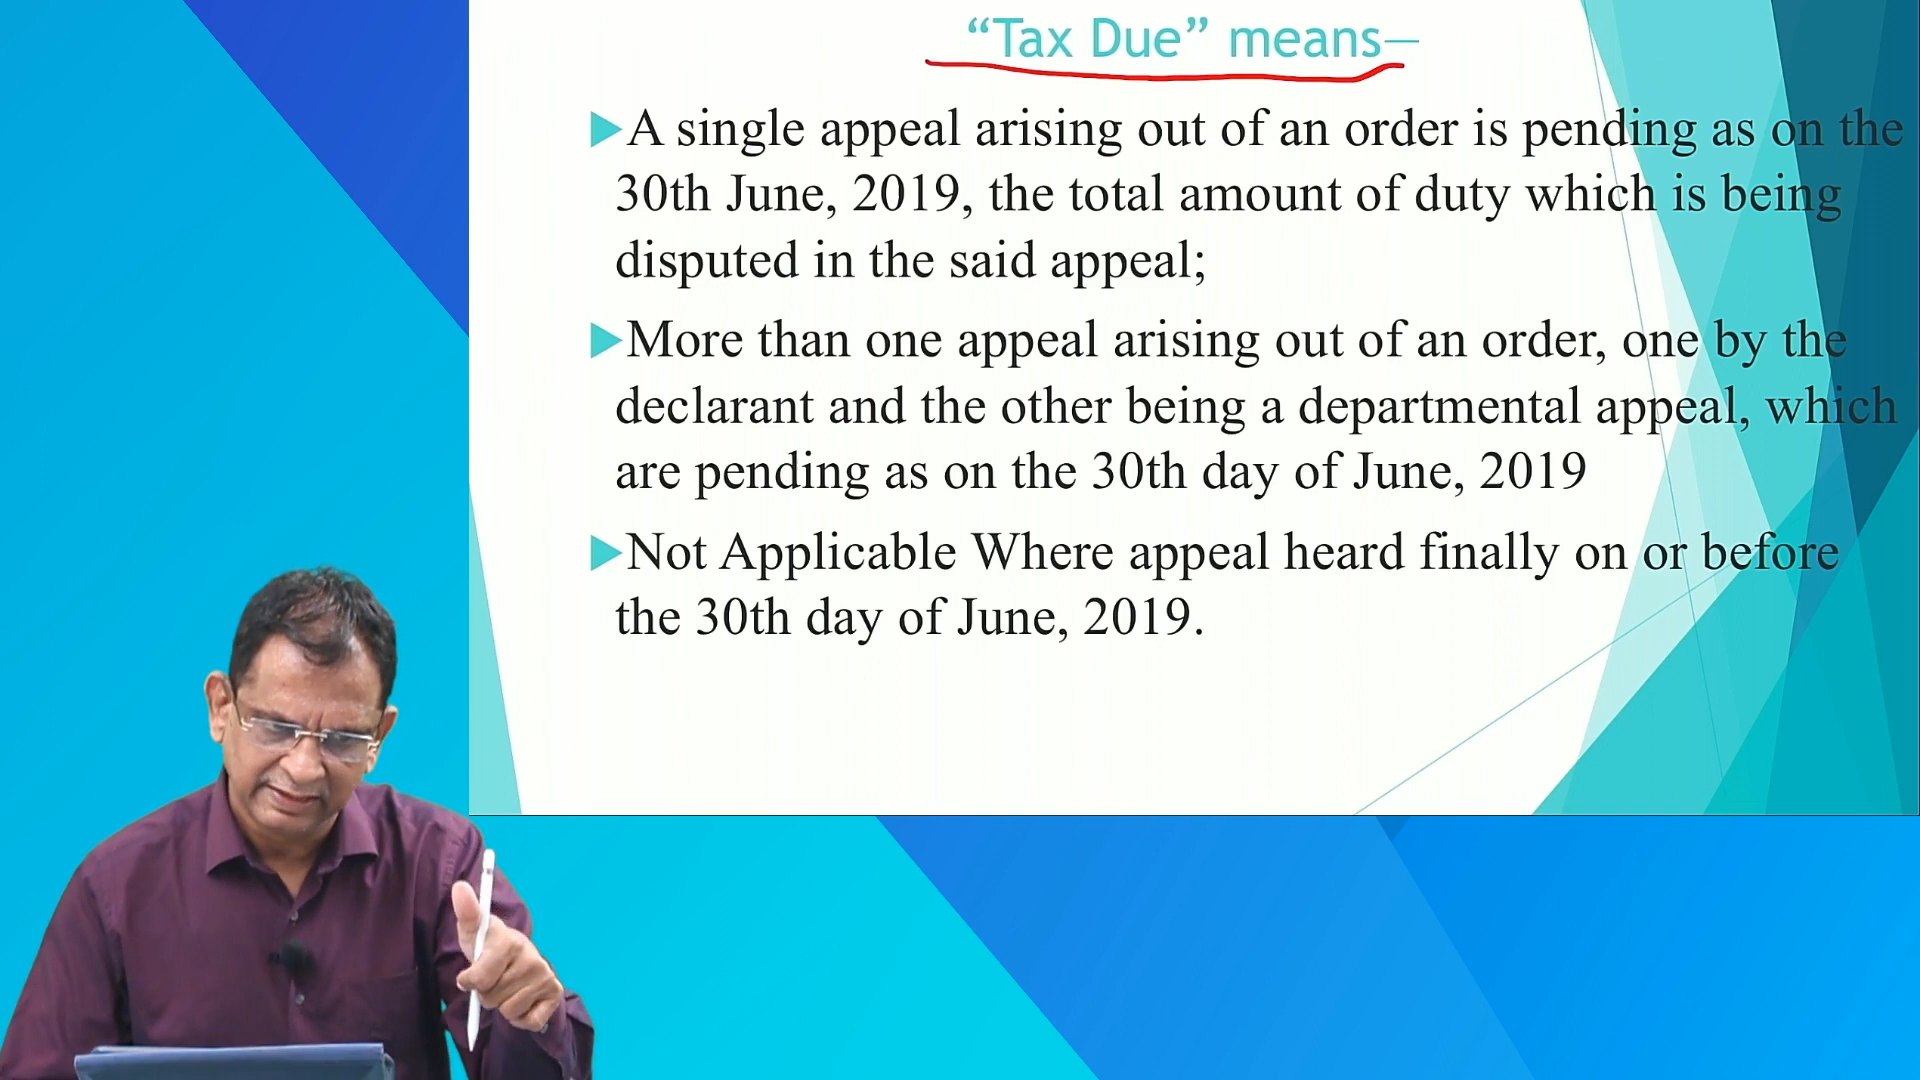 “Tax Due” means—
A single appeal arising out of an order is pending as on the
30th June, 2019, the total amount of duty which is being
disputed in the said appeal;
More than one appeal arising out of an order, one by the
declarant and the other being a departmental appeal, which
are pending as on the 30th day of June, 2019
Not Applicable Where appeal heard finally on or before
the 30th day of June, 2019.